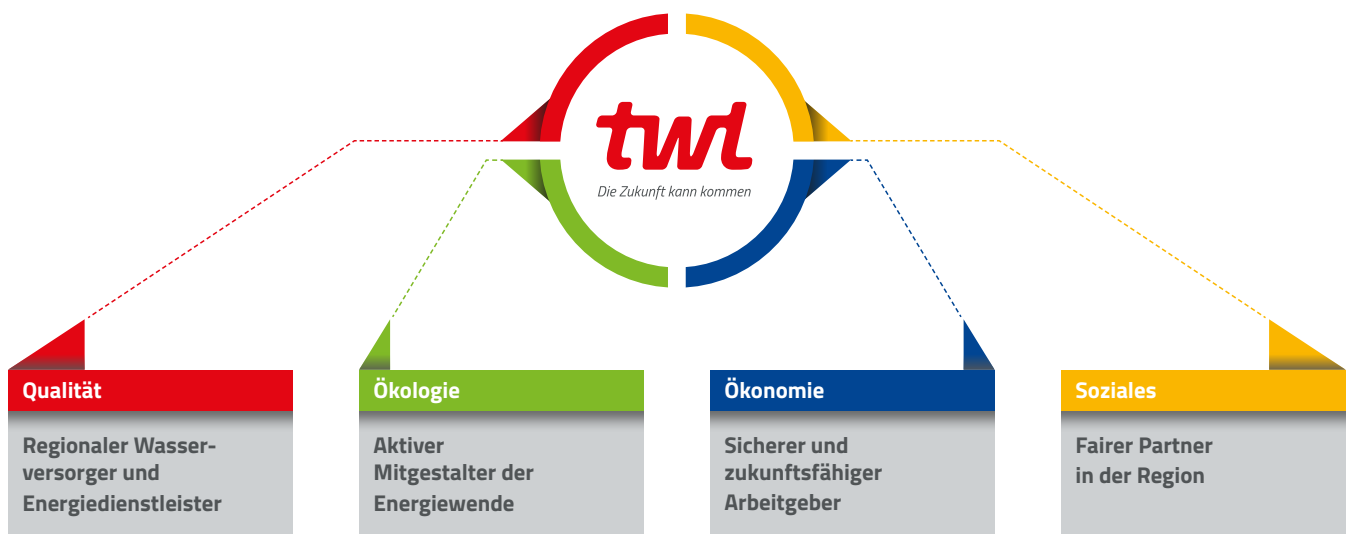 twl
Die Zukunft kann kommen
Qualität
Regionaler Wasser-
versorger und
Energiedienstleister
Ökologie
Aktiver
Mitgestalter der
Energiewende
Ökonomie
Sicherer und
zukunftsfähiger
Arbeitgeber
Soziales
Fairer Partner
in der Region